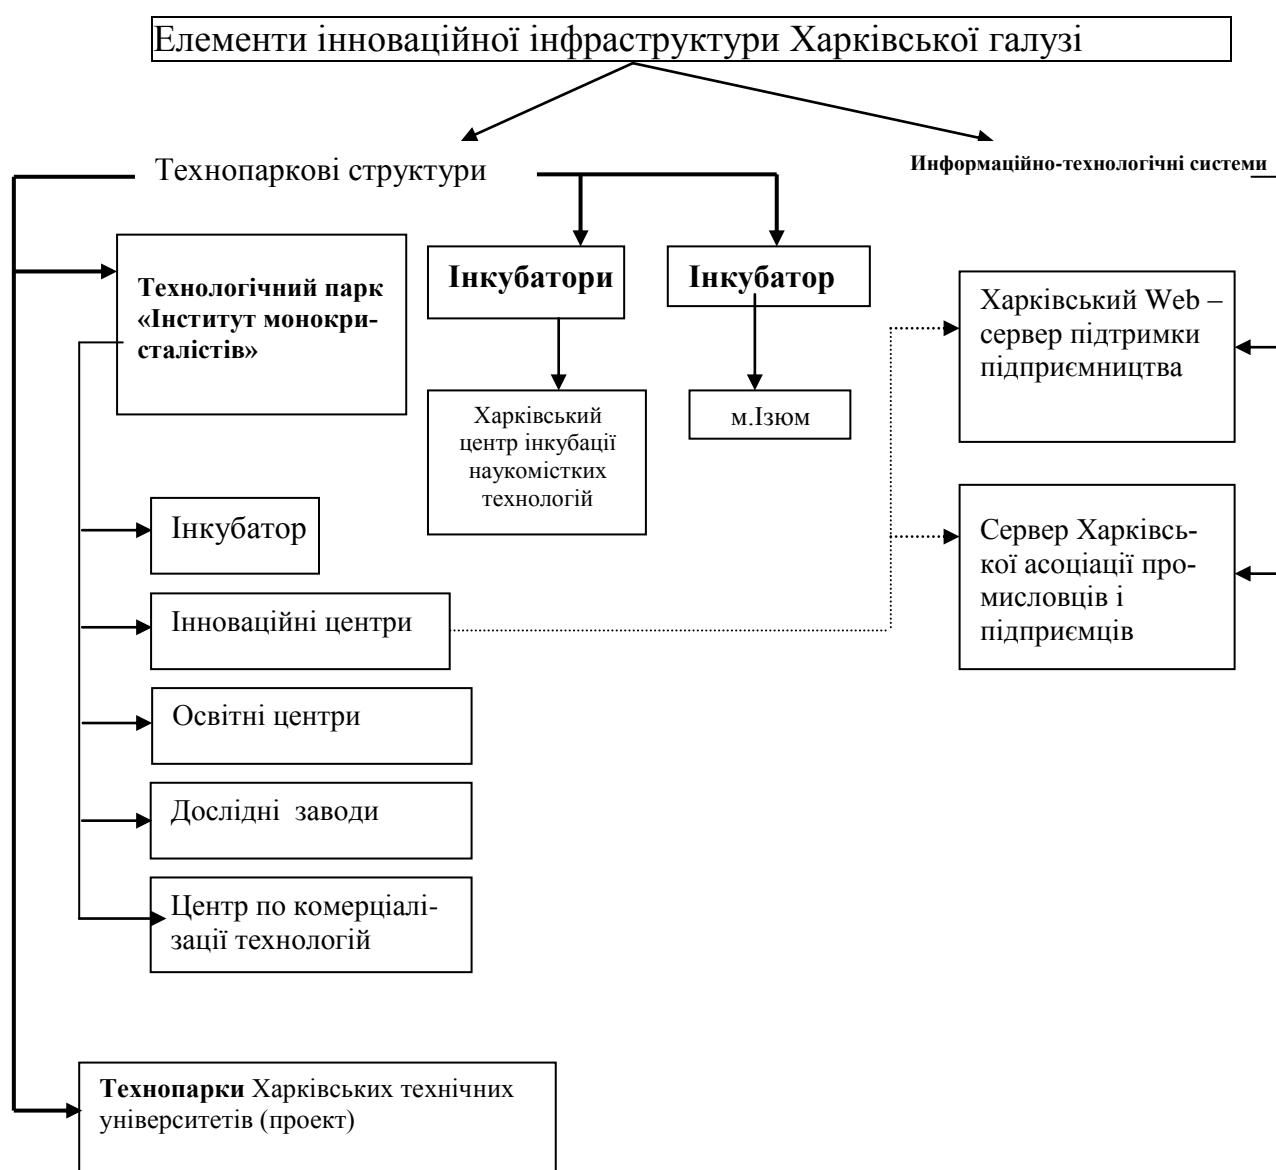 Елементи інноваційної інфраструктури Харківської галузі
Технопаркові структури
Информаційно-технологічні системи
Технологічний парк
«Інститут монокри-
сталістів»
Інкубатори
Інкубатор
Харківський Web –
сервер підтримки
підприємництва
Харківський
центр інкубації
наукомістких
технологій
м.Ізюм
Інкубатор
Сервер Харківсь-
кої асоціації про-
мисловців і
підприємців
Інноваційні центри
Освітні центри
Дослідні заводи
Центр по комерціалі-
зації технологій
Технопарки Харківських технічних
університетів (проект)